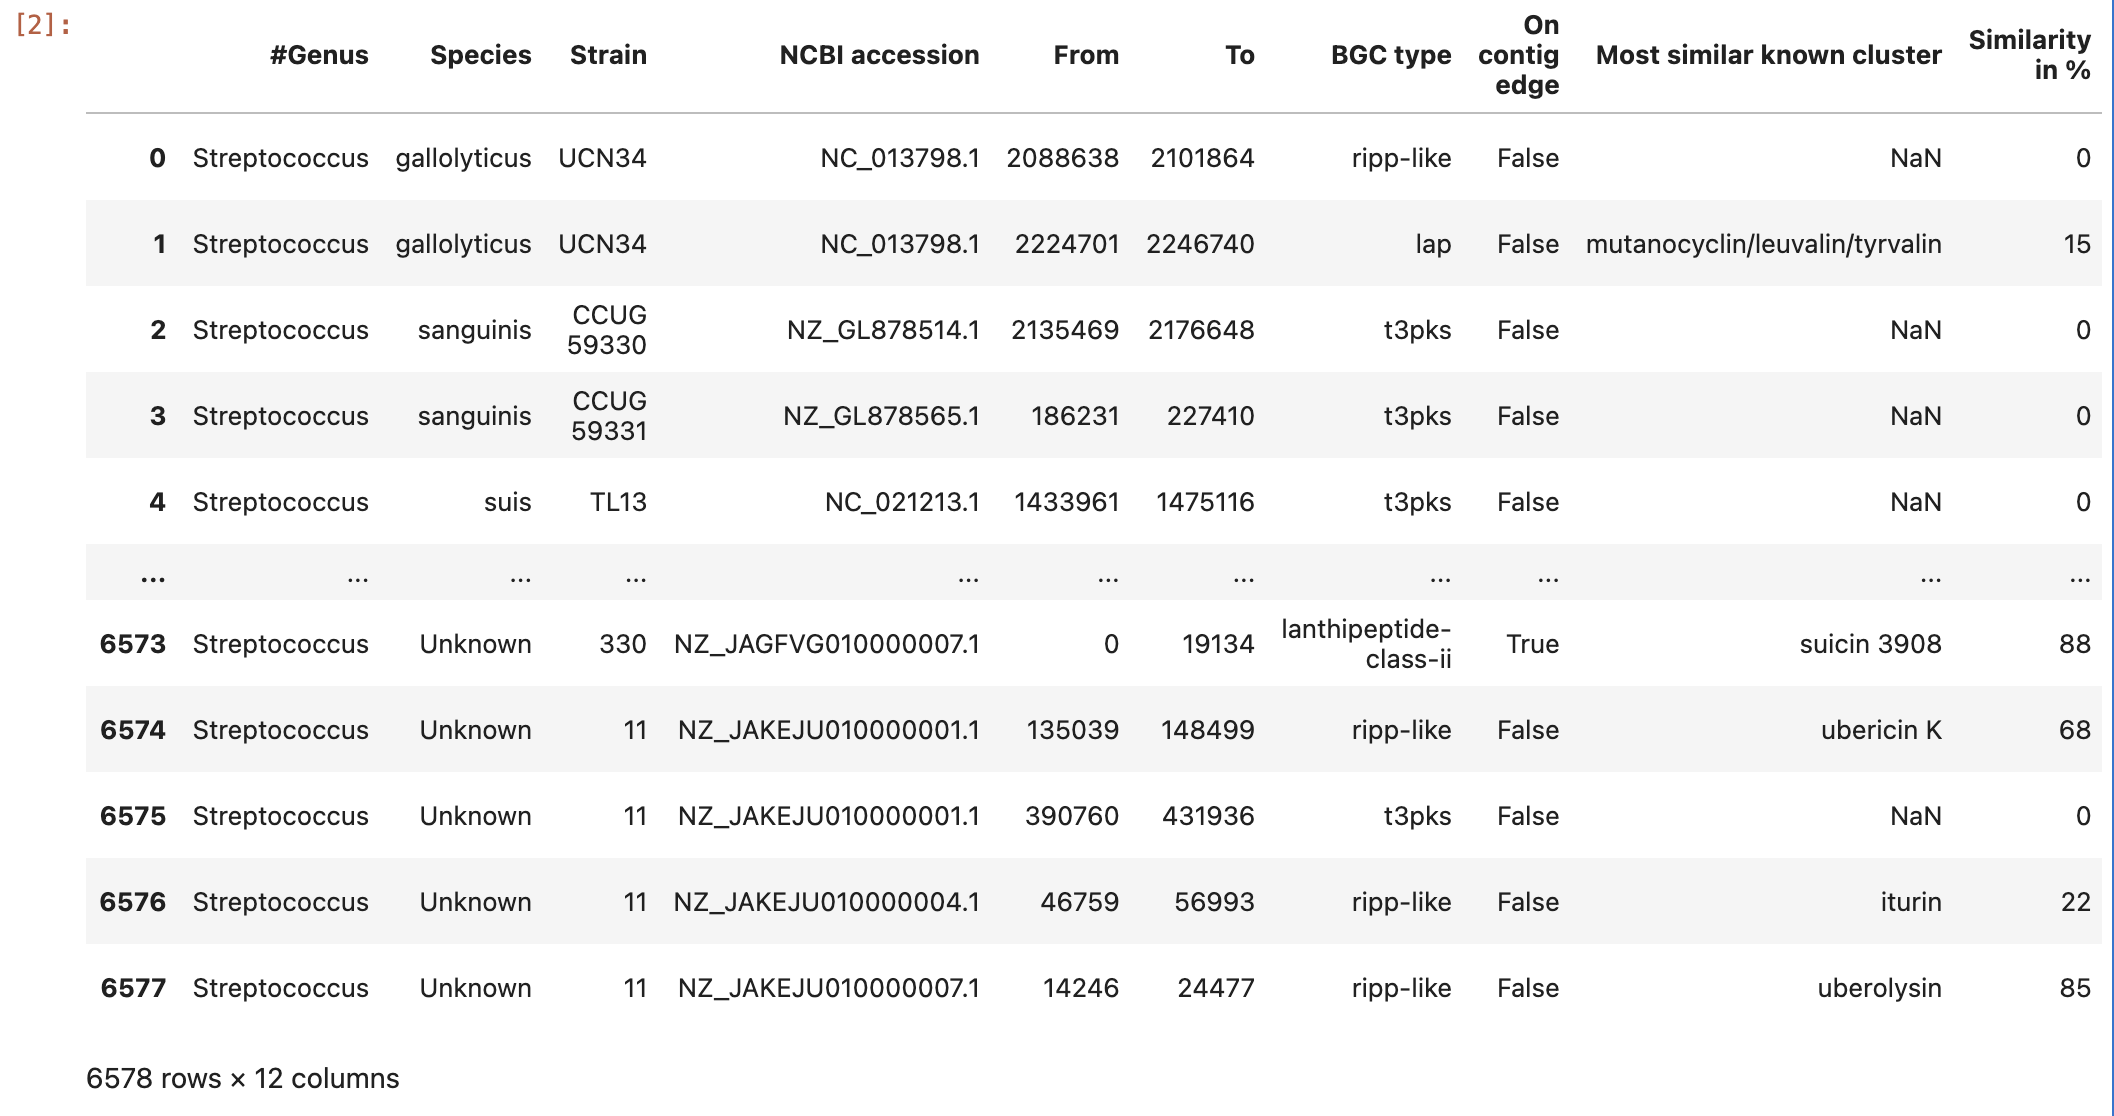 [2]:
#Genus Species Strain NCBI accession From To BGC type On contig edge Most similar known cluster Similarity in %
0 Streptococcus gallolyticus UCN34 NC_013798.1 2088638 2101864 ripp-like False NaN 0
1 Streptococcus gallolyticus UCN34 NC_013798.1 2224701 2246740 lap False mutanocyclin/leuvalin/tyrvalin 15
2 Streptococcus sanguinis CCUG 59330 NZ_GL878514.1 2135469 2176648 t3pks False NaN 0
3 Streptococcus sanguinis CCUG 59331 NZ_GL878565.1 186231 227410 t3pks False NaN 0
4 Streptococcus suis TL13 NC_021213.1 1433961 1475116 t3pks False NaN 0
... ... ... ... ... ... ... ... ... ... ...
6573 Streptococcus Unknown 330 NZ_JAGFVG010000007.1 0 19134 lanthipeptide-class-ii True suicin 3908 88
6574 Streptococcus Unknown 11 NZ_JAKEJU010000001.1 135039 148499 ripp-like False ubericin K 68
6575 Streptococcus Unknown 11 NZ_JAKEJU010000001.1 390760 431936 t3pks False NaN 0
6576 Streptococcus Unknown 11 NZ_JAKEJU010000004.1 46759 56993 ripp-like False iturin 22
6577 Streptococcus Unknown 11 NZ_JAKEJU010000007.1 14246 24477 ripp-like False uberolysin 85
6578 rows × 12 columns